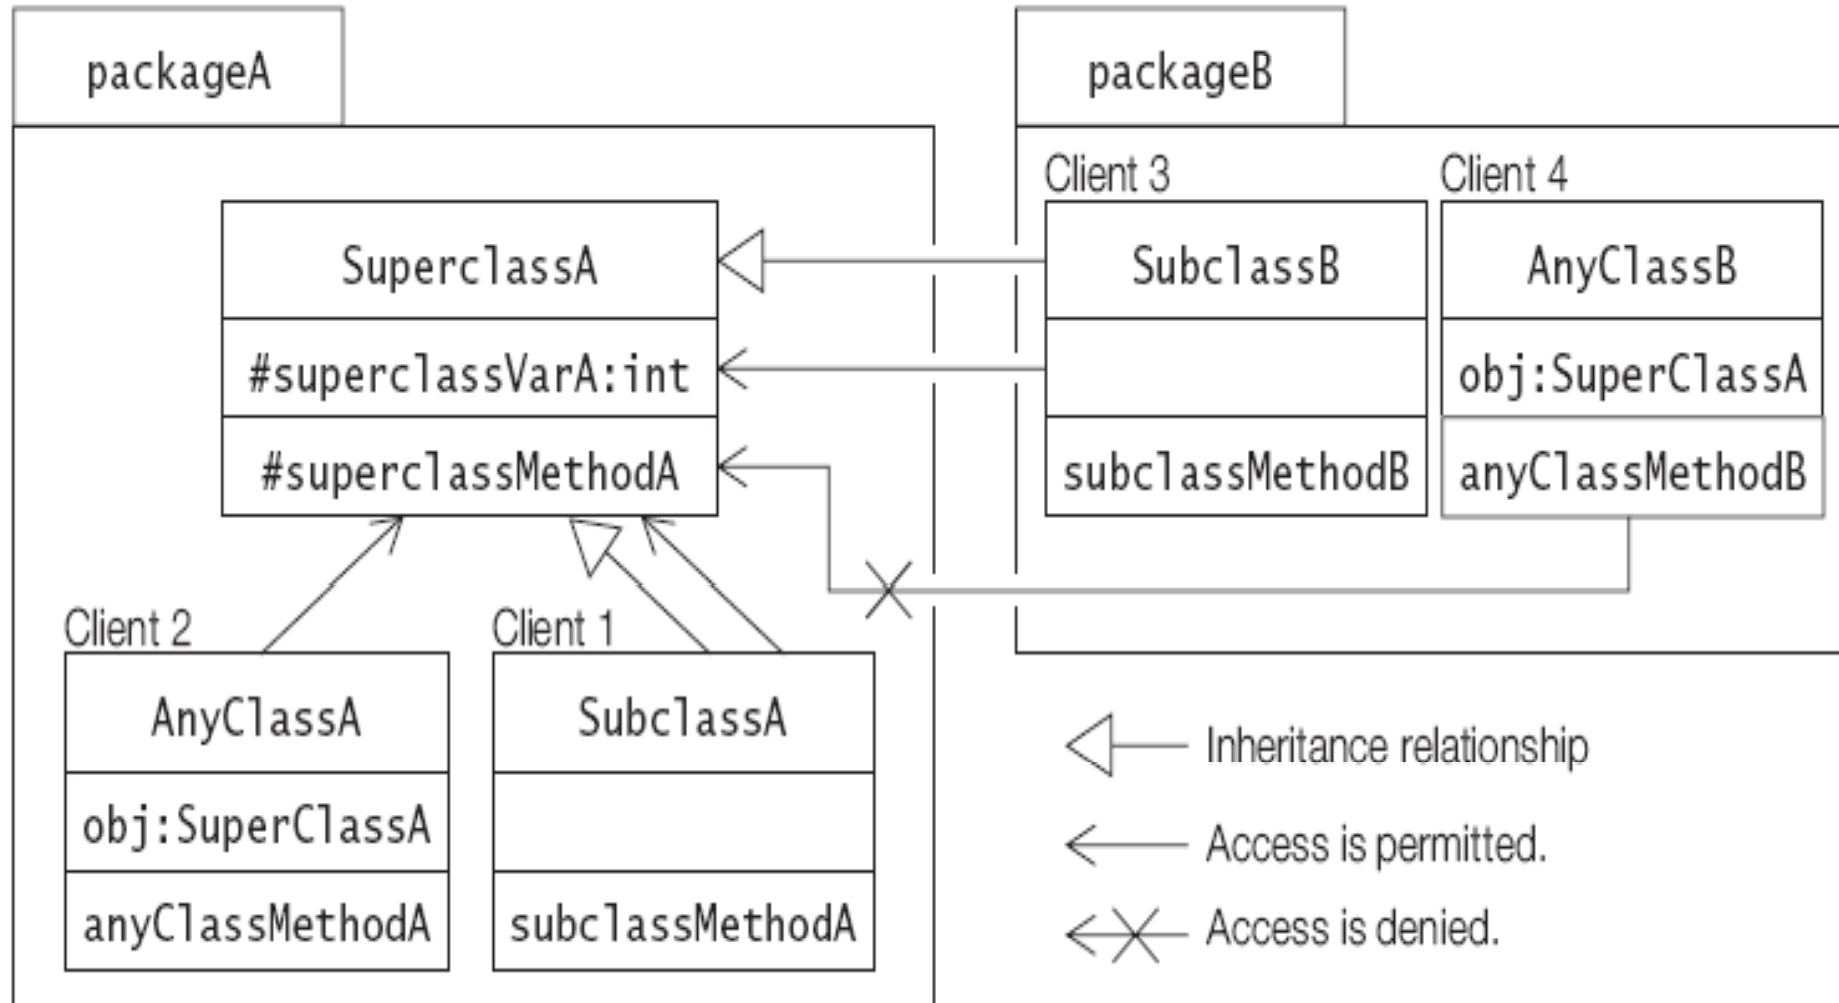 packageA
SuperclassA
#superclassVarA:int
#superclassMethodA
Client 2
AnyClassA
obj:SuperClassA
anyClassMethodA
Client 1
SubclassA
subclassMethodA
packageB
Client 3
SubclassB
subclassMethodB
Client 4
AnyClassB
obj:SuperClassA
anyClassMethodB
Inheritance relationship
Access is permitted.
Access is denied.